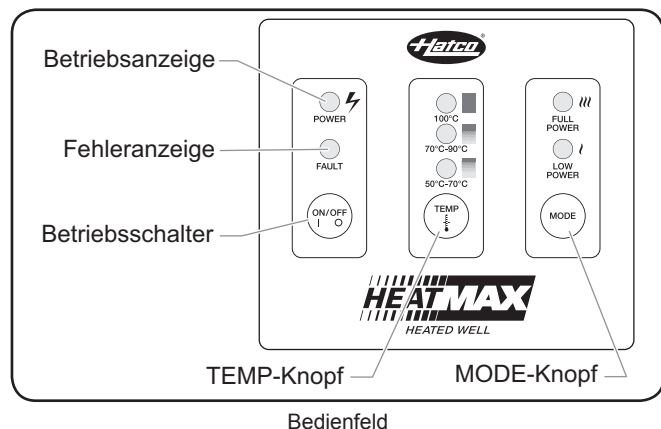 Hatco®
Betriebsanzeige
Fehleranzeige
Betriebsschalter
POWER
FAULT
ON/OFF
I O
100°C
70°C-90°C
50°C-70°C
TEMP
FULL
POWER
LOW
POWER
MODE
HEATMAX
HEATED WELL
TEMP-Knopf
MODE-Knopf
Bedienfeld